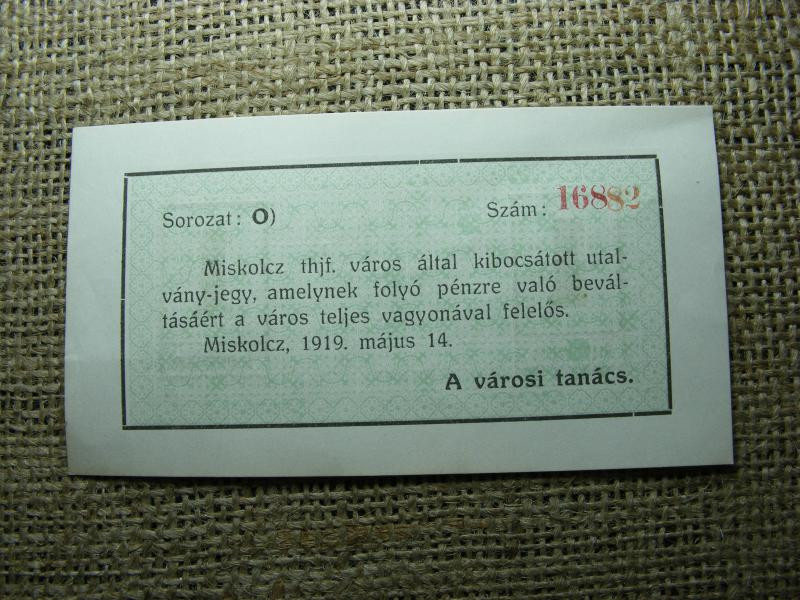 Sorozat: O) Szám: 16882
Miskolcz thjf. város által kibocsátott utal-
vány-jegy, amelynek folyó pénzre való bevál-
tásáért a város teljes vagyonával felelős.
Miskolcz, 1919. május 14.
A városi tanács.